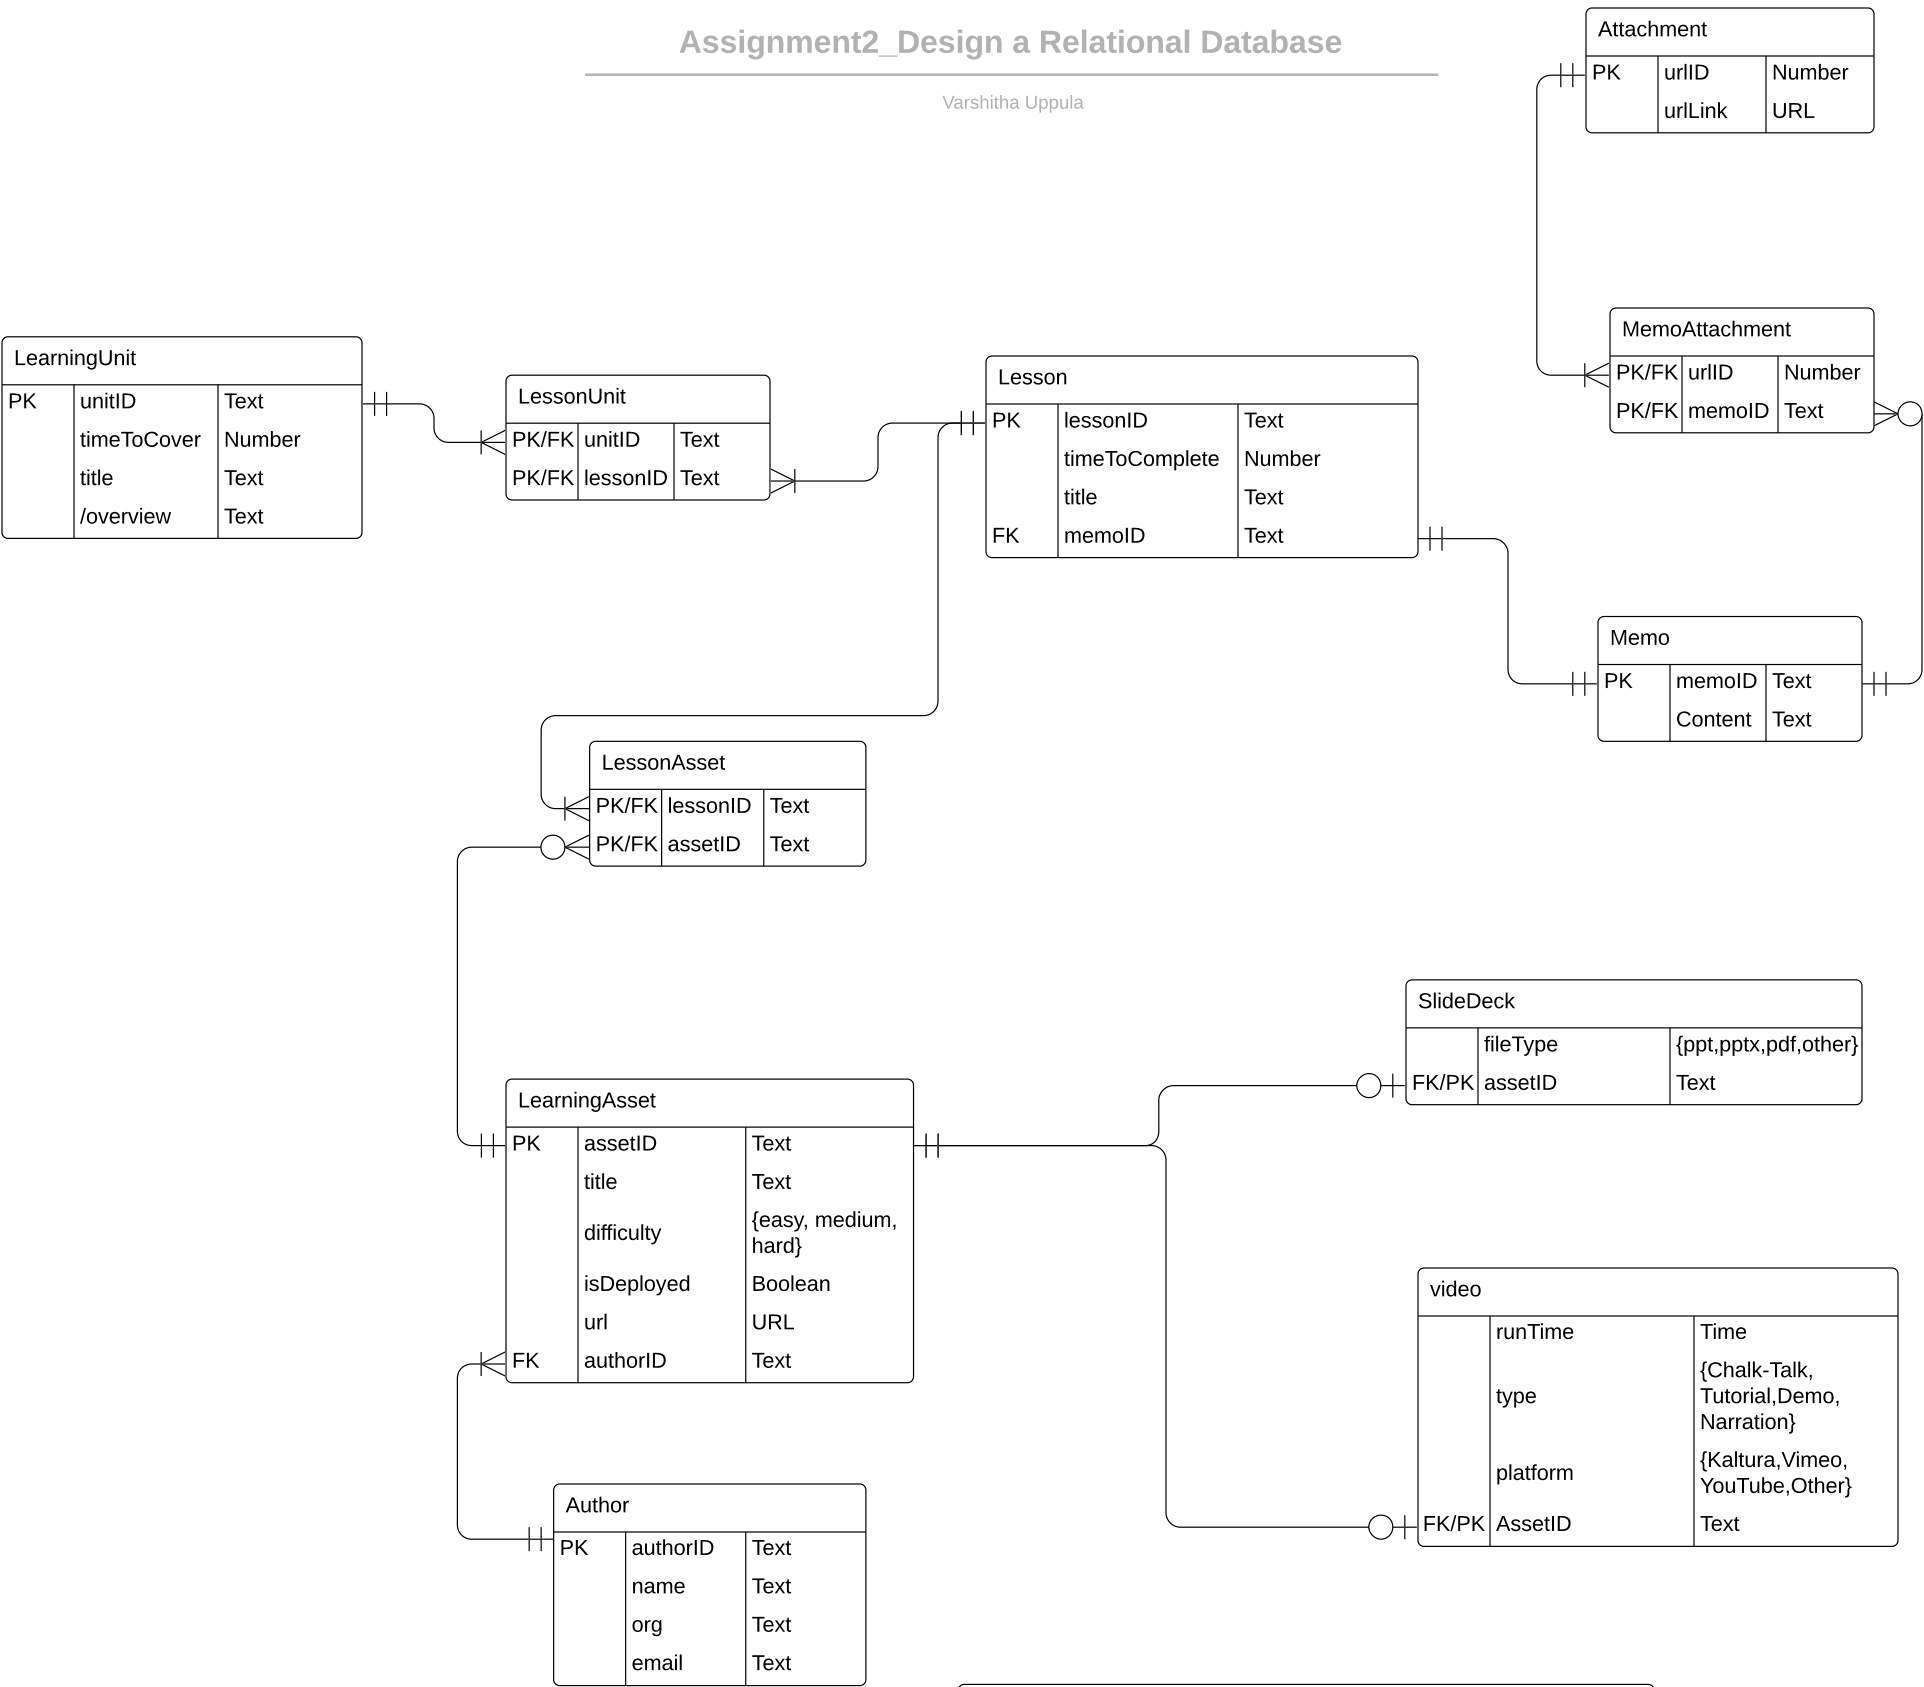 Assignment2_Design a Relational Database
Varshitha Uppula
Attachment
PK urlID Number
urlLink URL
MemoAttachment
PK/FK urlID Number
PK/FK memoID Text
LearningUnit
PK unitID Text
timeToCover Number
title Text
/overview Text
LessonUnit
PK/FK unitID Text
PK/FK lessonID Text
Lesson
PK lessonID Text
timeToComplete Number
title Text
FK memoID Text
Memo
PK memoID Text
Content Text
LessonAsset
PK/FK lessonID Text
PK/FK assetID Text
SlideDeck
fileType {ppt,pptx,pdf,other}
FK/PK assetID Text
LearningAsset
PK assetID Text
title Text
difficulty {easy, medium,
hard}
isDeployed Boolean
url URL
FK authorID Text
video
runTime Time
type {Chalk-Talk,
Tutorial,Demo,
Narration}
platform {Kaltura,Vimeo,
YouTube,Other}
FK/PK AssetID Text
Author
PK authorID Text
name Text
org Text
email Text